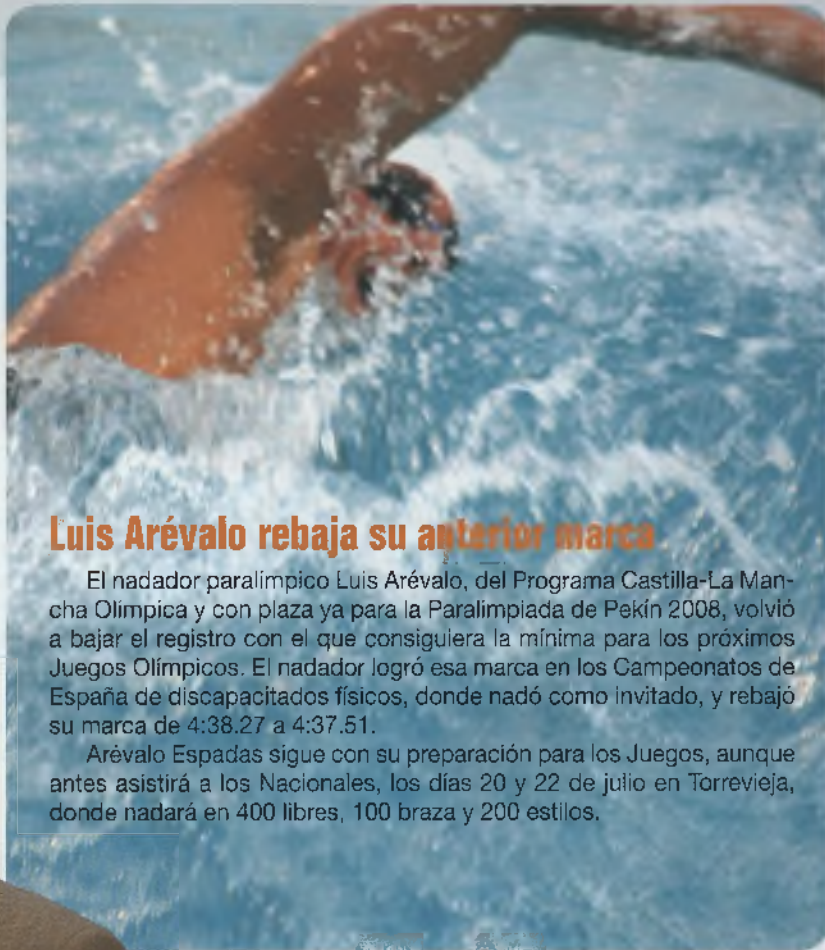 Luis Arévalo rebaja su anterior marca
El nadador paralímpico Luis Arévalo, del Programa Castilla-La Man-
cha Olímpica y con plaza ya para la Paralimpiada de Pekín 2008, volvió
a bajar el registro con el que consiguiera la mínima para los próximos
Juegos Olímpicos. El nadador logró esa marca en los Campeonatos de
España de discapacitados físicos, donde nadó como invitado, y rebajó
su marca de 4:38.27 a 4:37.51.
Arévalo Espadas sigue con su preparación para los Juegos, aunque
antes asistirá a los Nacionales, los días 20 y 22 de julio en Torrevieja,
donde nadará en 400 libres, 100 braza y 200 estilos.